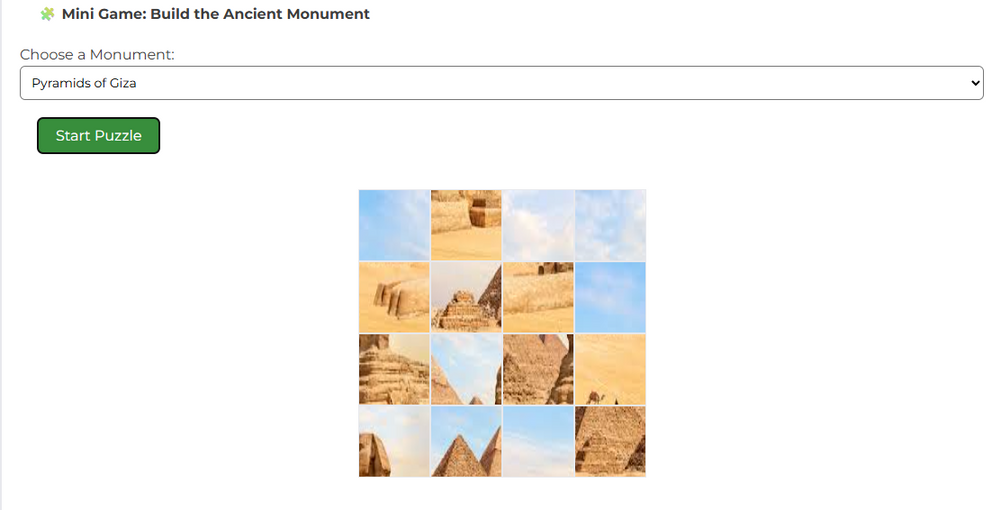 🧩 Mini Game: Build the Ancient Monument
Choose a Monument:
Pyramids of Giza
Start Puzzle